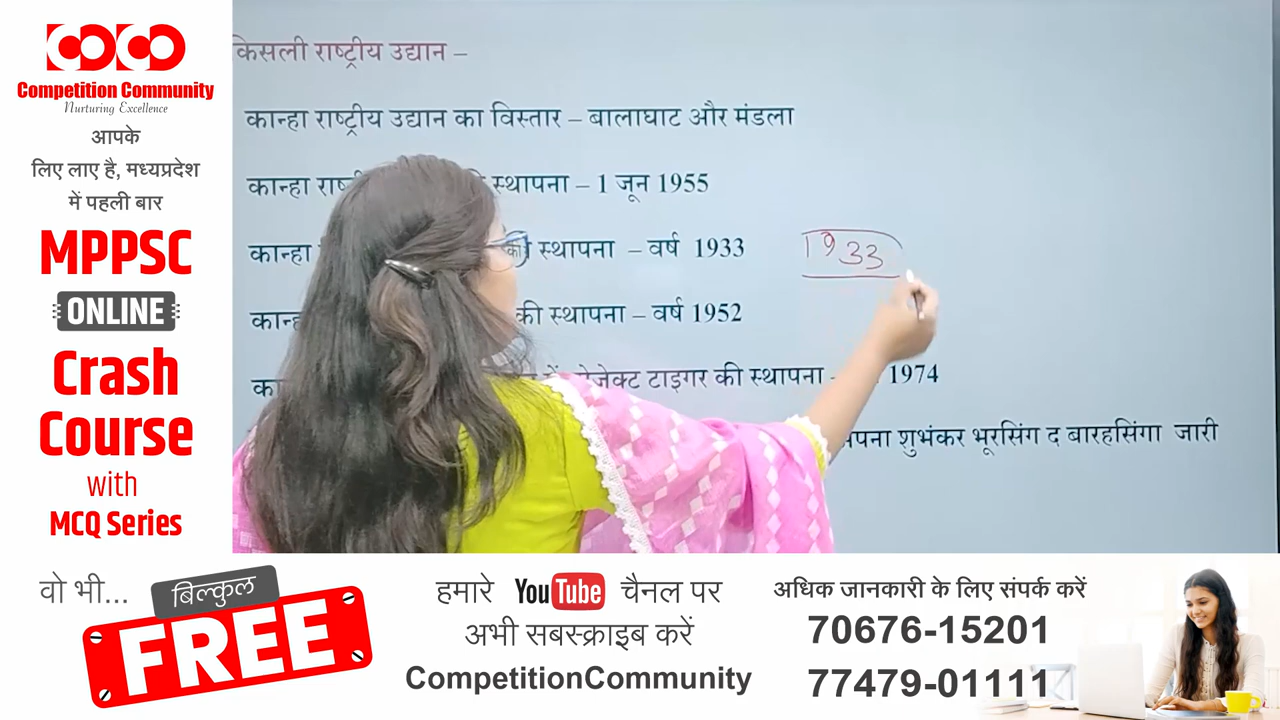 COCO
Competition Community
Nurturing Excellence
आपके
लिए लाए है, मध्यप्रदेश
में पहली बार
MPPSC
ONLINE
Crash
Course
with
MCQ Series
केसली राष्ट्रीय उद्यान –
कान्हा राष्ट्रीय उद्यान का विस्तार – बालाघाट और मंडला
कान्हा स्थापना – 1 जून 1955
कान्हा स्थापना – वर्ष 1933
1933
की स्थापना – वर्ष 1952
टाइगर की स्थापना – 1974
शुभंकर भूरसिंग द बारहसिंगा जारी
वो भी...
बिल्कुल
FREE
हमारे YouTube चैनल पर
अभी सबस्क्राइब करें
CompetitionCommunity
अधिक जानकारी के लिए संपर्क करें
70676-15201
77479-01111